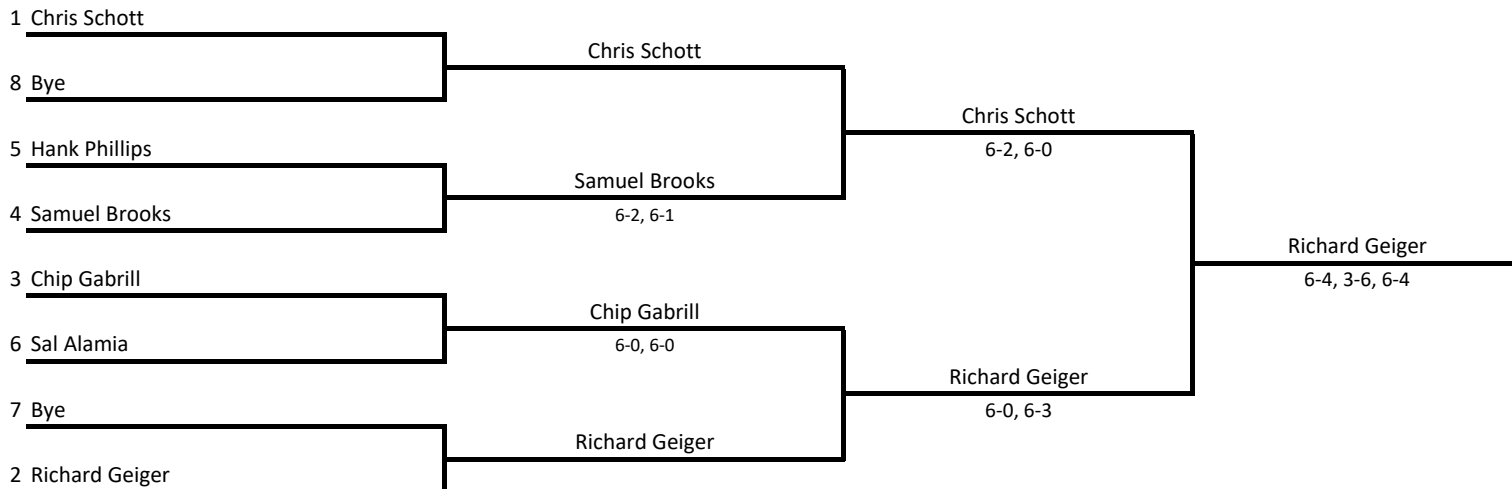 1 Chris Schott
Chris Schott
8 Bye
Chris Schott
5 Hank Phillips
6-2, 6-0
Samuel Brooks
4 Samuel Brooks
6-2, 6-1
Richard Geiger
3 Chip Gabrill
6-4, 3-6, 6-4
Chip Gabrill
6 Sal Alamia
6-0, 6-0
Richard Geiger
7 Bye
6-0, 6-3
Richard Geiger
2 Richard Geiger